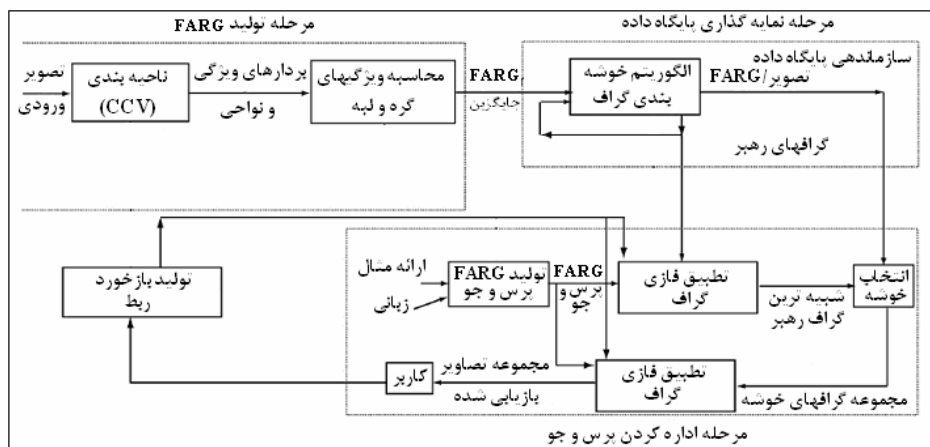 مرحله تولید FARG
مرحله نمایه گذاری پایگاه داده
سازماندهی پایگاه داده
تصویر
ورودی
ناحیه بندی
(CCV)
بردارهای ویژگی
و نواحی
محاسبه ویژگیهای
گره و لبه
FARG
جایگزین
الگوریتم خوشه
بندی گراف
FARG/تصویر
گرافهای رهبر
تولید بازخورد
ربط
ارائه مثال
زبانی
تولید FARG
پرس و جو
FARG
پرس و
جو
تطبیق فازی
گراف
شبیه ترین
گراف رهبر
انتخاب
خوشه
مجموعه گرافهای خوشه
تطبیق فازی
گراف
مجموعه تصاویر
بازیابی شده
کاربر
مرحله اداره کردن پرس و جو